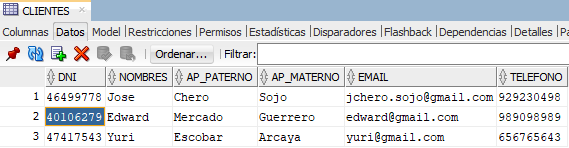 CLIENTES
Columnas Datos Model Restricciones Permisos Estadísticas Disparadores Flashback Dependencias Detalles Pa
Ordenar... Filtrar:
DNI NOMBRES AP_PATERNO AP_MATERNO EMAIL TELEFONO
1 46499778 Jose Chero Sojo jchero.sojo@gmail.com 929230498
2 40106279 Edward Mercado Guerrero edward@gmail.com 989098989
3 47417543 Yuri Escobar Arcaya yuri@gmail.com 656765643